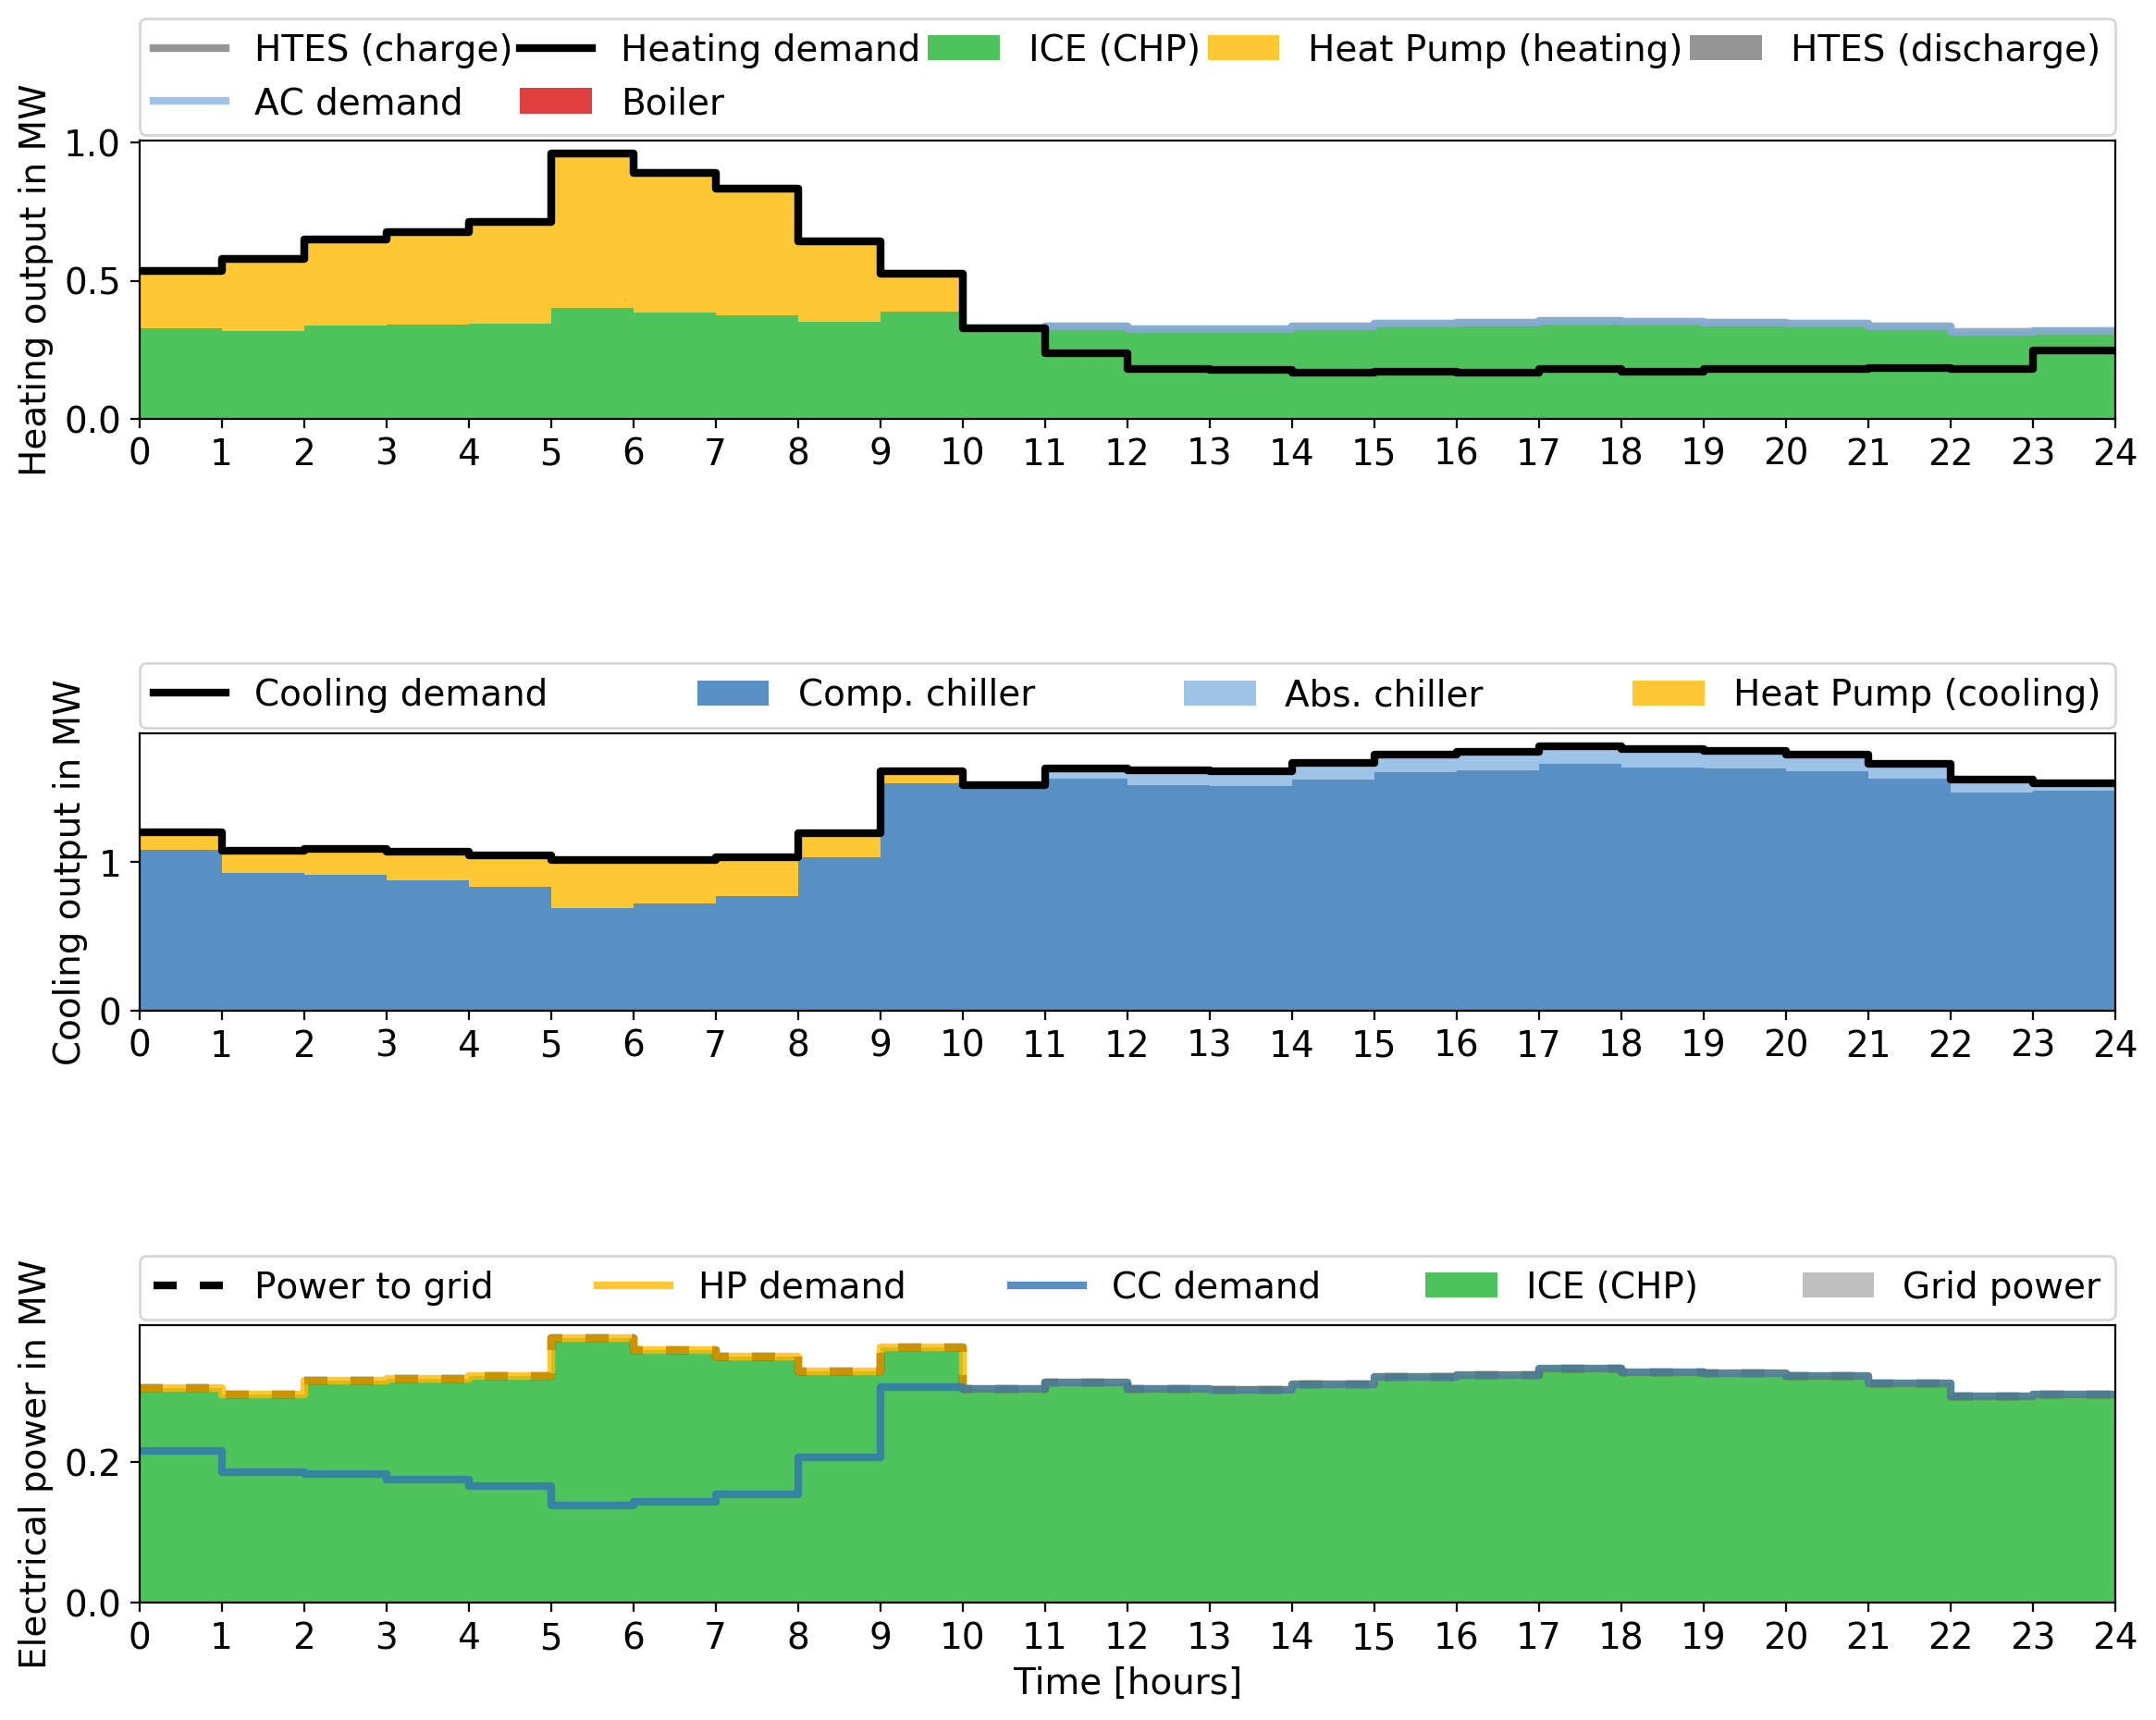 HTES (charge) Heating demand ICE (CHP) Heat Pump (heating) HTES (discharge)
AC demand Boiler
Heating output in MW
1.0
0.5
0.0
0 1 2 3 4 5 6 7 8 9 10 11 12 13 14 15 16 17 18 19 20 21 22 23 24
Cooling demand Comp. chiller Abs. chiller Heat Pump (cooling)
Cooling output in MW
1
0
0 1 2 3 4 5 6 7 8 9 10 11 12 13 14 15 16 17 18 19 20 21 22 23 24
Power to grid HP demand CC demand ICE (CHP) Grid power
Electrical power in MW
0.2
0.0
0 1 2 3 4 5 6 7 8 9 10 11 12 13 14 15 16 17 18 19 20 21 22 23 24
Time [hours]